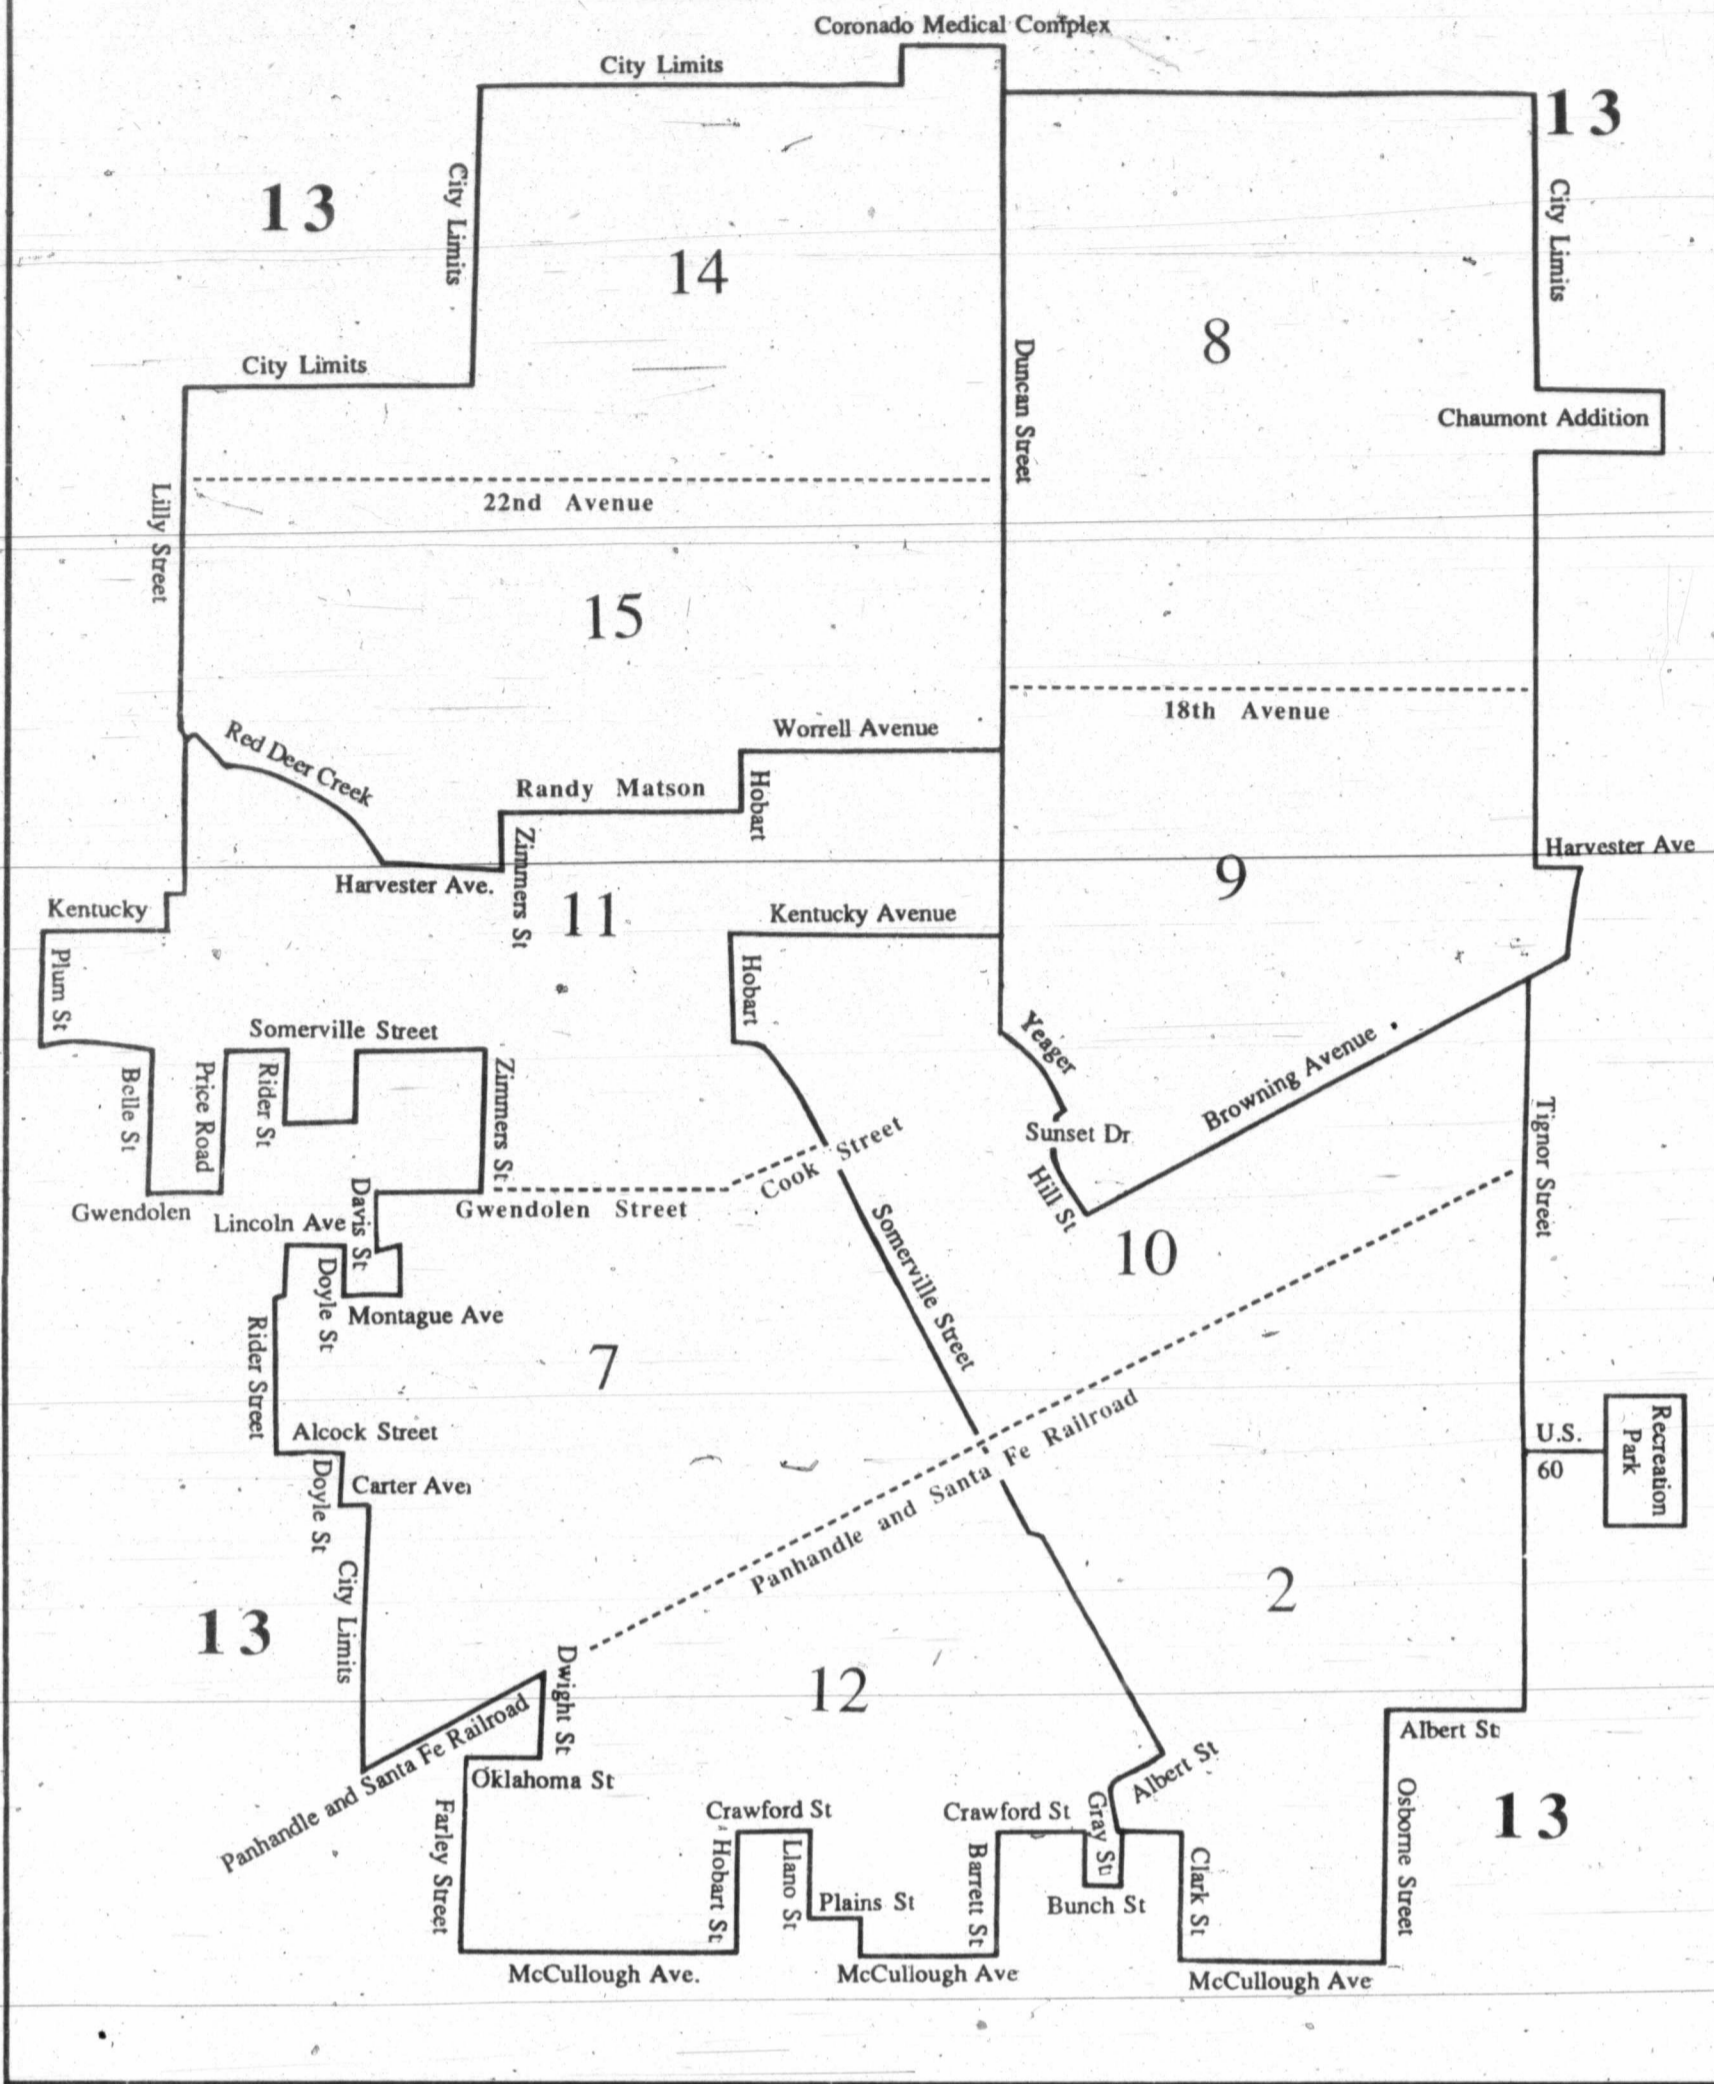 Coronado Medical Complex
City Limits
13
13
City Limits
City Limits
14
8
City Limits
Duncan Street
Chaumont Addition
22nd Avenue
Lilly Street
15
18th Avenue
Red Deer Creek
Worrell Avenue
Randy Matson
Hobart
Zimmers St
Harvester Ave
Harvester Ave.
9
11
Kentucky
Kentucky Avenue
Plum St
Hobart
Somerville Street
Yeager
Browning Avenue
Belle St
Price Road
Rider St
Zimmers St
Cook Street
Sunset Dr
Tignor Street
Hill St
Gwendolen
Davis St
Gwendolen Street
Lincoln Ave
Somerville Street
10
Doyle St
Montague Ave
Rider Street
7
Alcock Street
Panhandle and Santa Fe Railroad
U.S.
60
Recreation
Park
Doyle St
Carter Ave
City Limits
2
13
Dwight St
12
Panhandle and Santa Fe Railroad
Albert St
Albert St
Oklahoma St
Farley Street
Crawford St
Crawford St
Gray St
Osborne Street
13
Hobart St
Llano St
Barrett St
Clark St
Plains St
Bunch St
McCullough Ave.
McCullough Ave
McCullough Ave